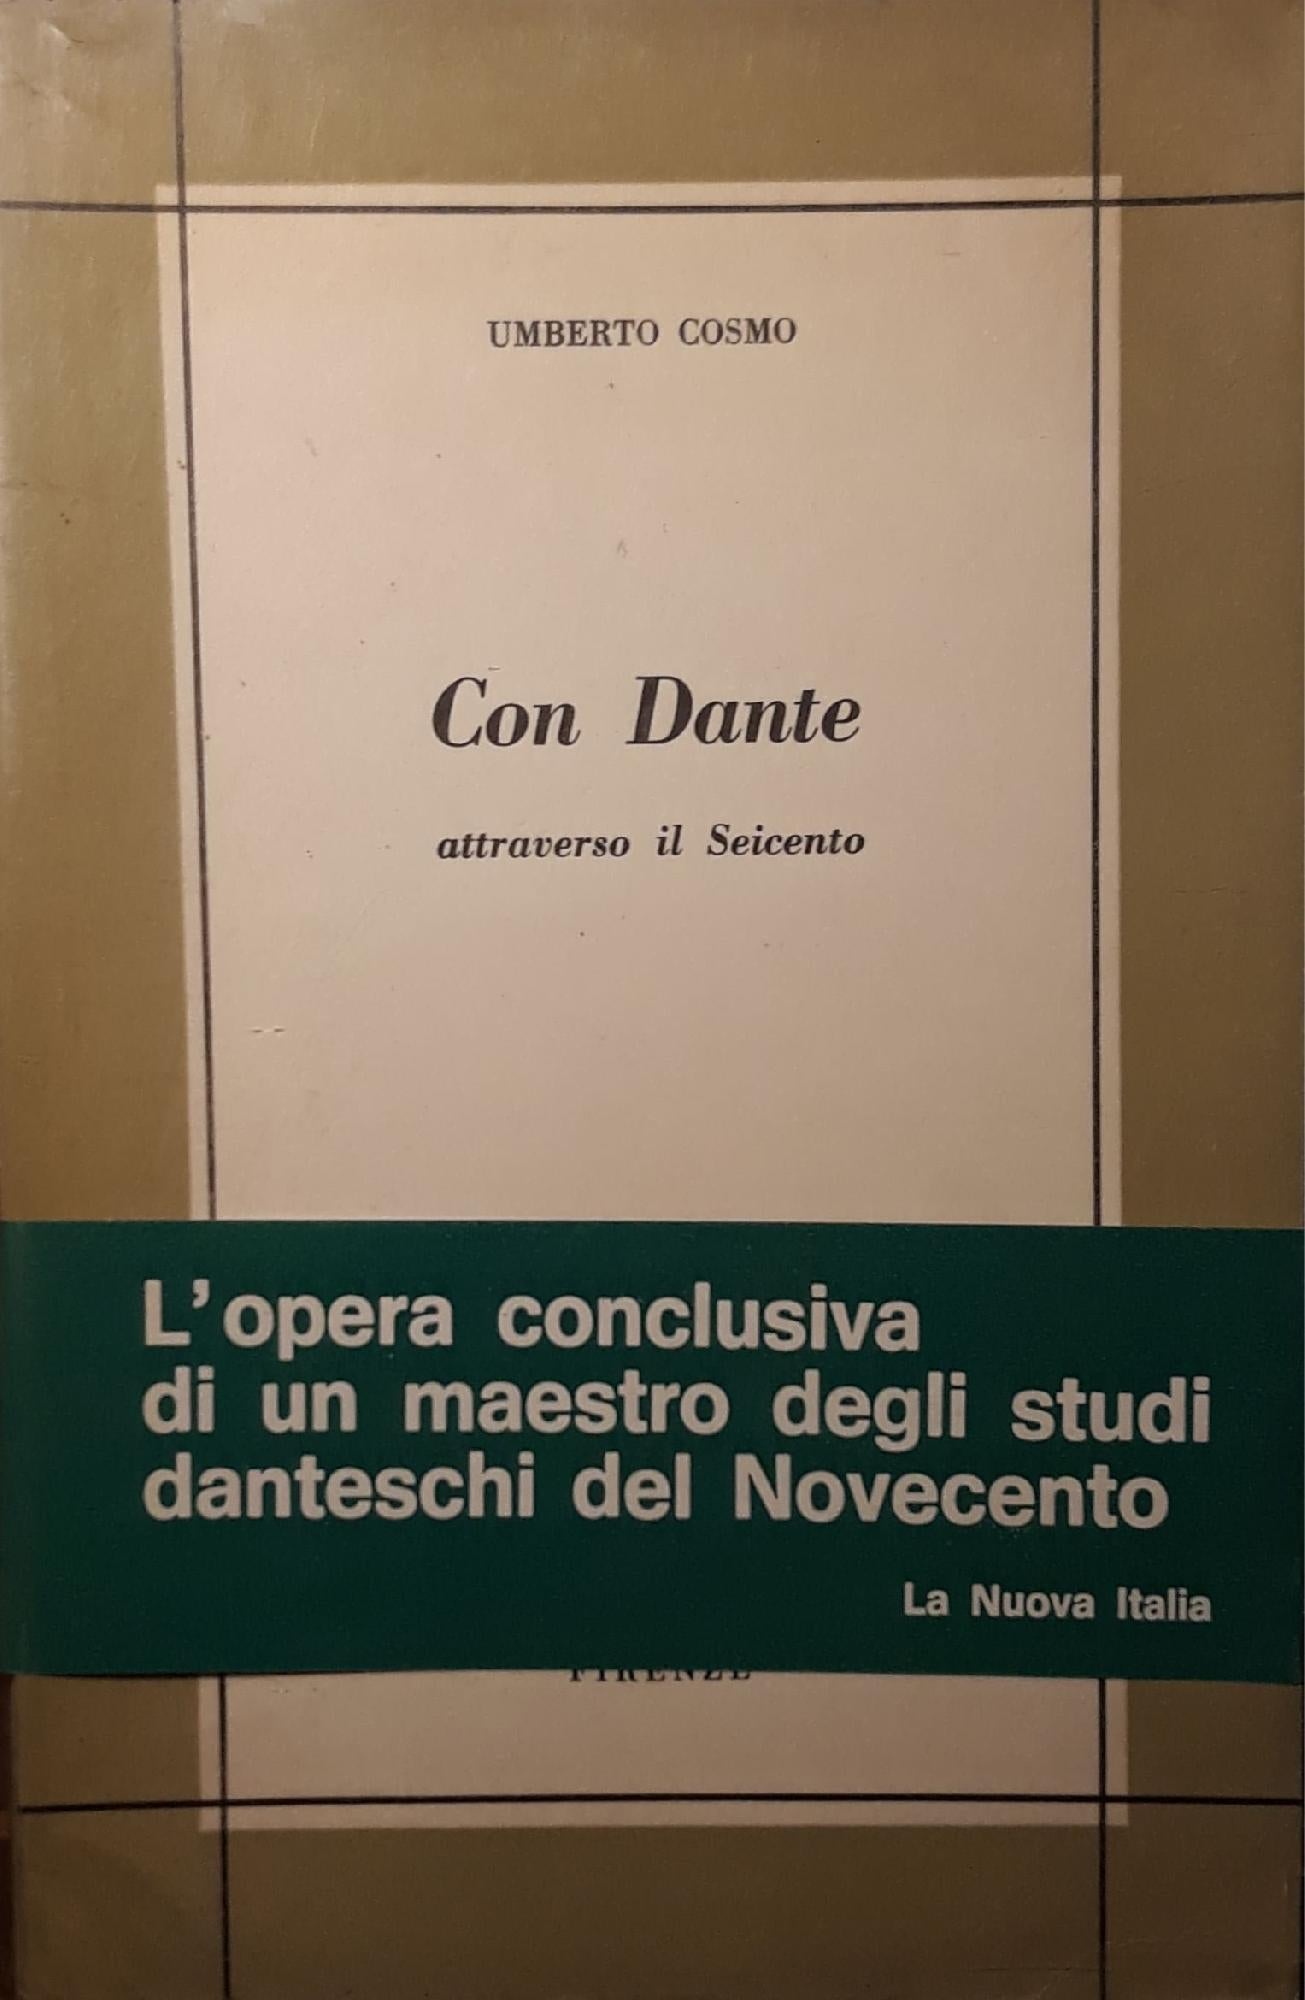 UMBERTO COSMO
Con Dante
attraverso il Seicento
L'opera conclusiva
di un maestro degli studi
danteschi del Novecento
La Nuova Italia
FIRENZE